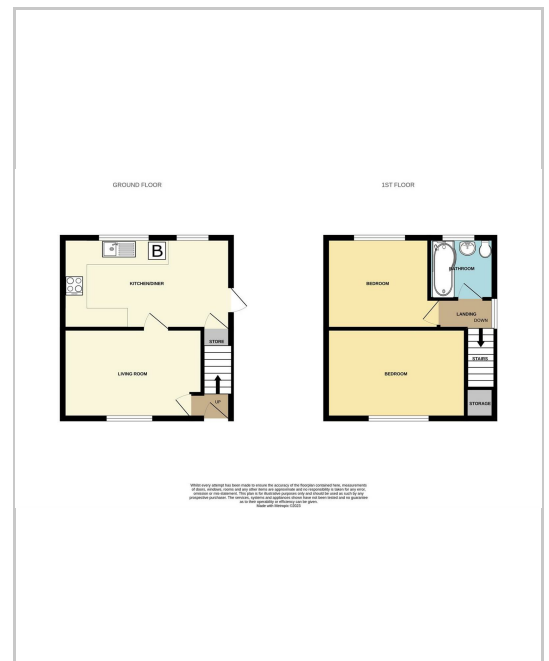 GROUND FLOOR
1ST FLOOR
B
KITCHEN/DINER
STORE
LIVING ROOM
UP
BATHROOM
BEDROOM
LANDING
DOWN
STAIRS
BEDROOM
STORAGE
Whilst every attempt has been made to ensure the accuracy of the floorplan contained here, measurements
of doors, windows, rooms and any other items are approximate and no responsibility is taken for any error,
omission or mis-statement. This plan is for illustrative purposes only and should be used as such by any
prospective purchaser. The services, systems and appliances shown have not been tested and no guarantee
as to their operability or efficiency can be given.
Made with Metropix ©2023